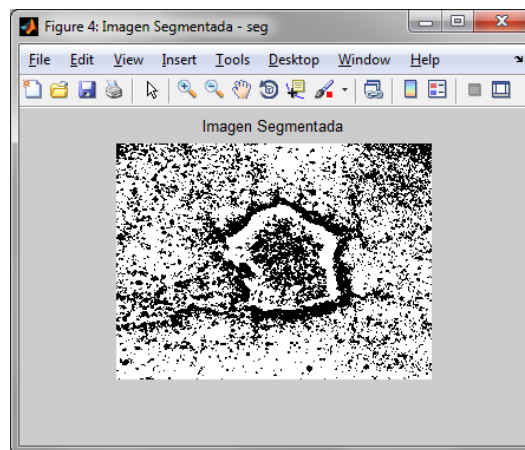 Figure 4: Imagen Segmentada - seg
File Edit View Insert Tools Desktop Window Help
Imagen Segmentada